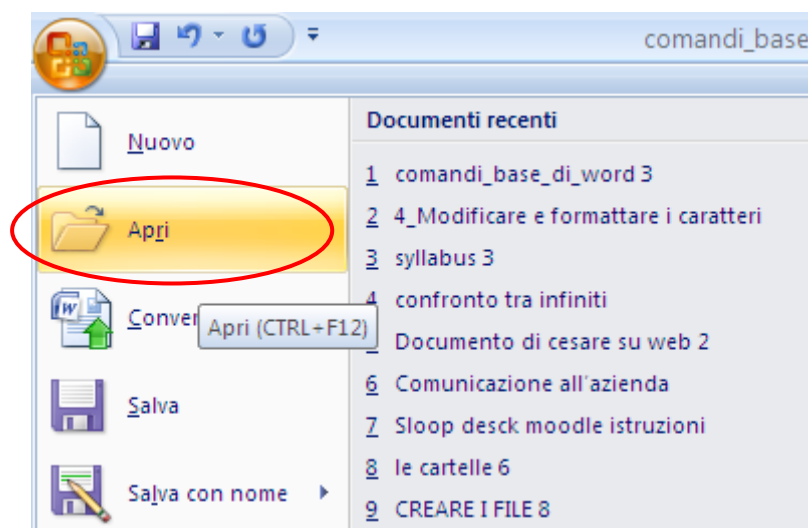 comandi_base
Nuovo
Apri
Conver
Apri (CTRL+F12)
Salva
Salva con nome
Documenti recenti
1 comandi_base_di_word 3
2 4_Modificare e formattare i caratteri
3 syllabus 3
4 confronto tra infiniti
Documento di cesare su web 2
6 Comunicazione all'azienda
7 Sloop desck moodle istruzioni
8 le cartelle 6
9 CREARE I FILE 8